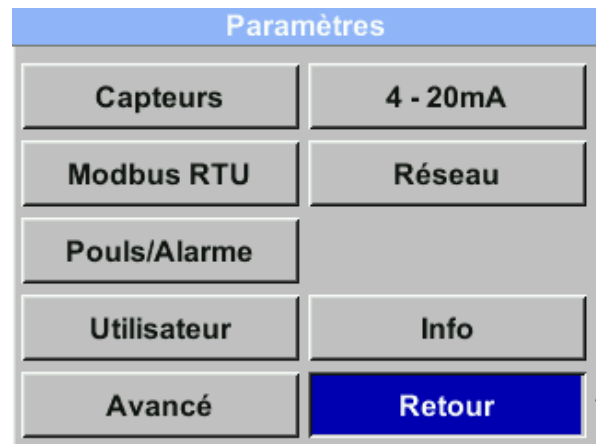 Paramètres
Capteurs 4 - 20mA
Modbus RTU Réseau
Pouls/Alarme
Utilisateur Info
Avancé Retour